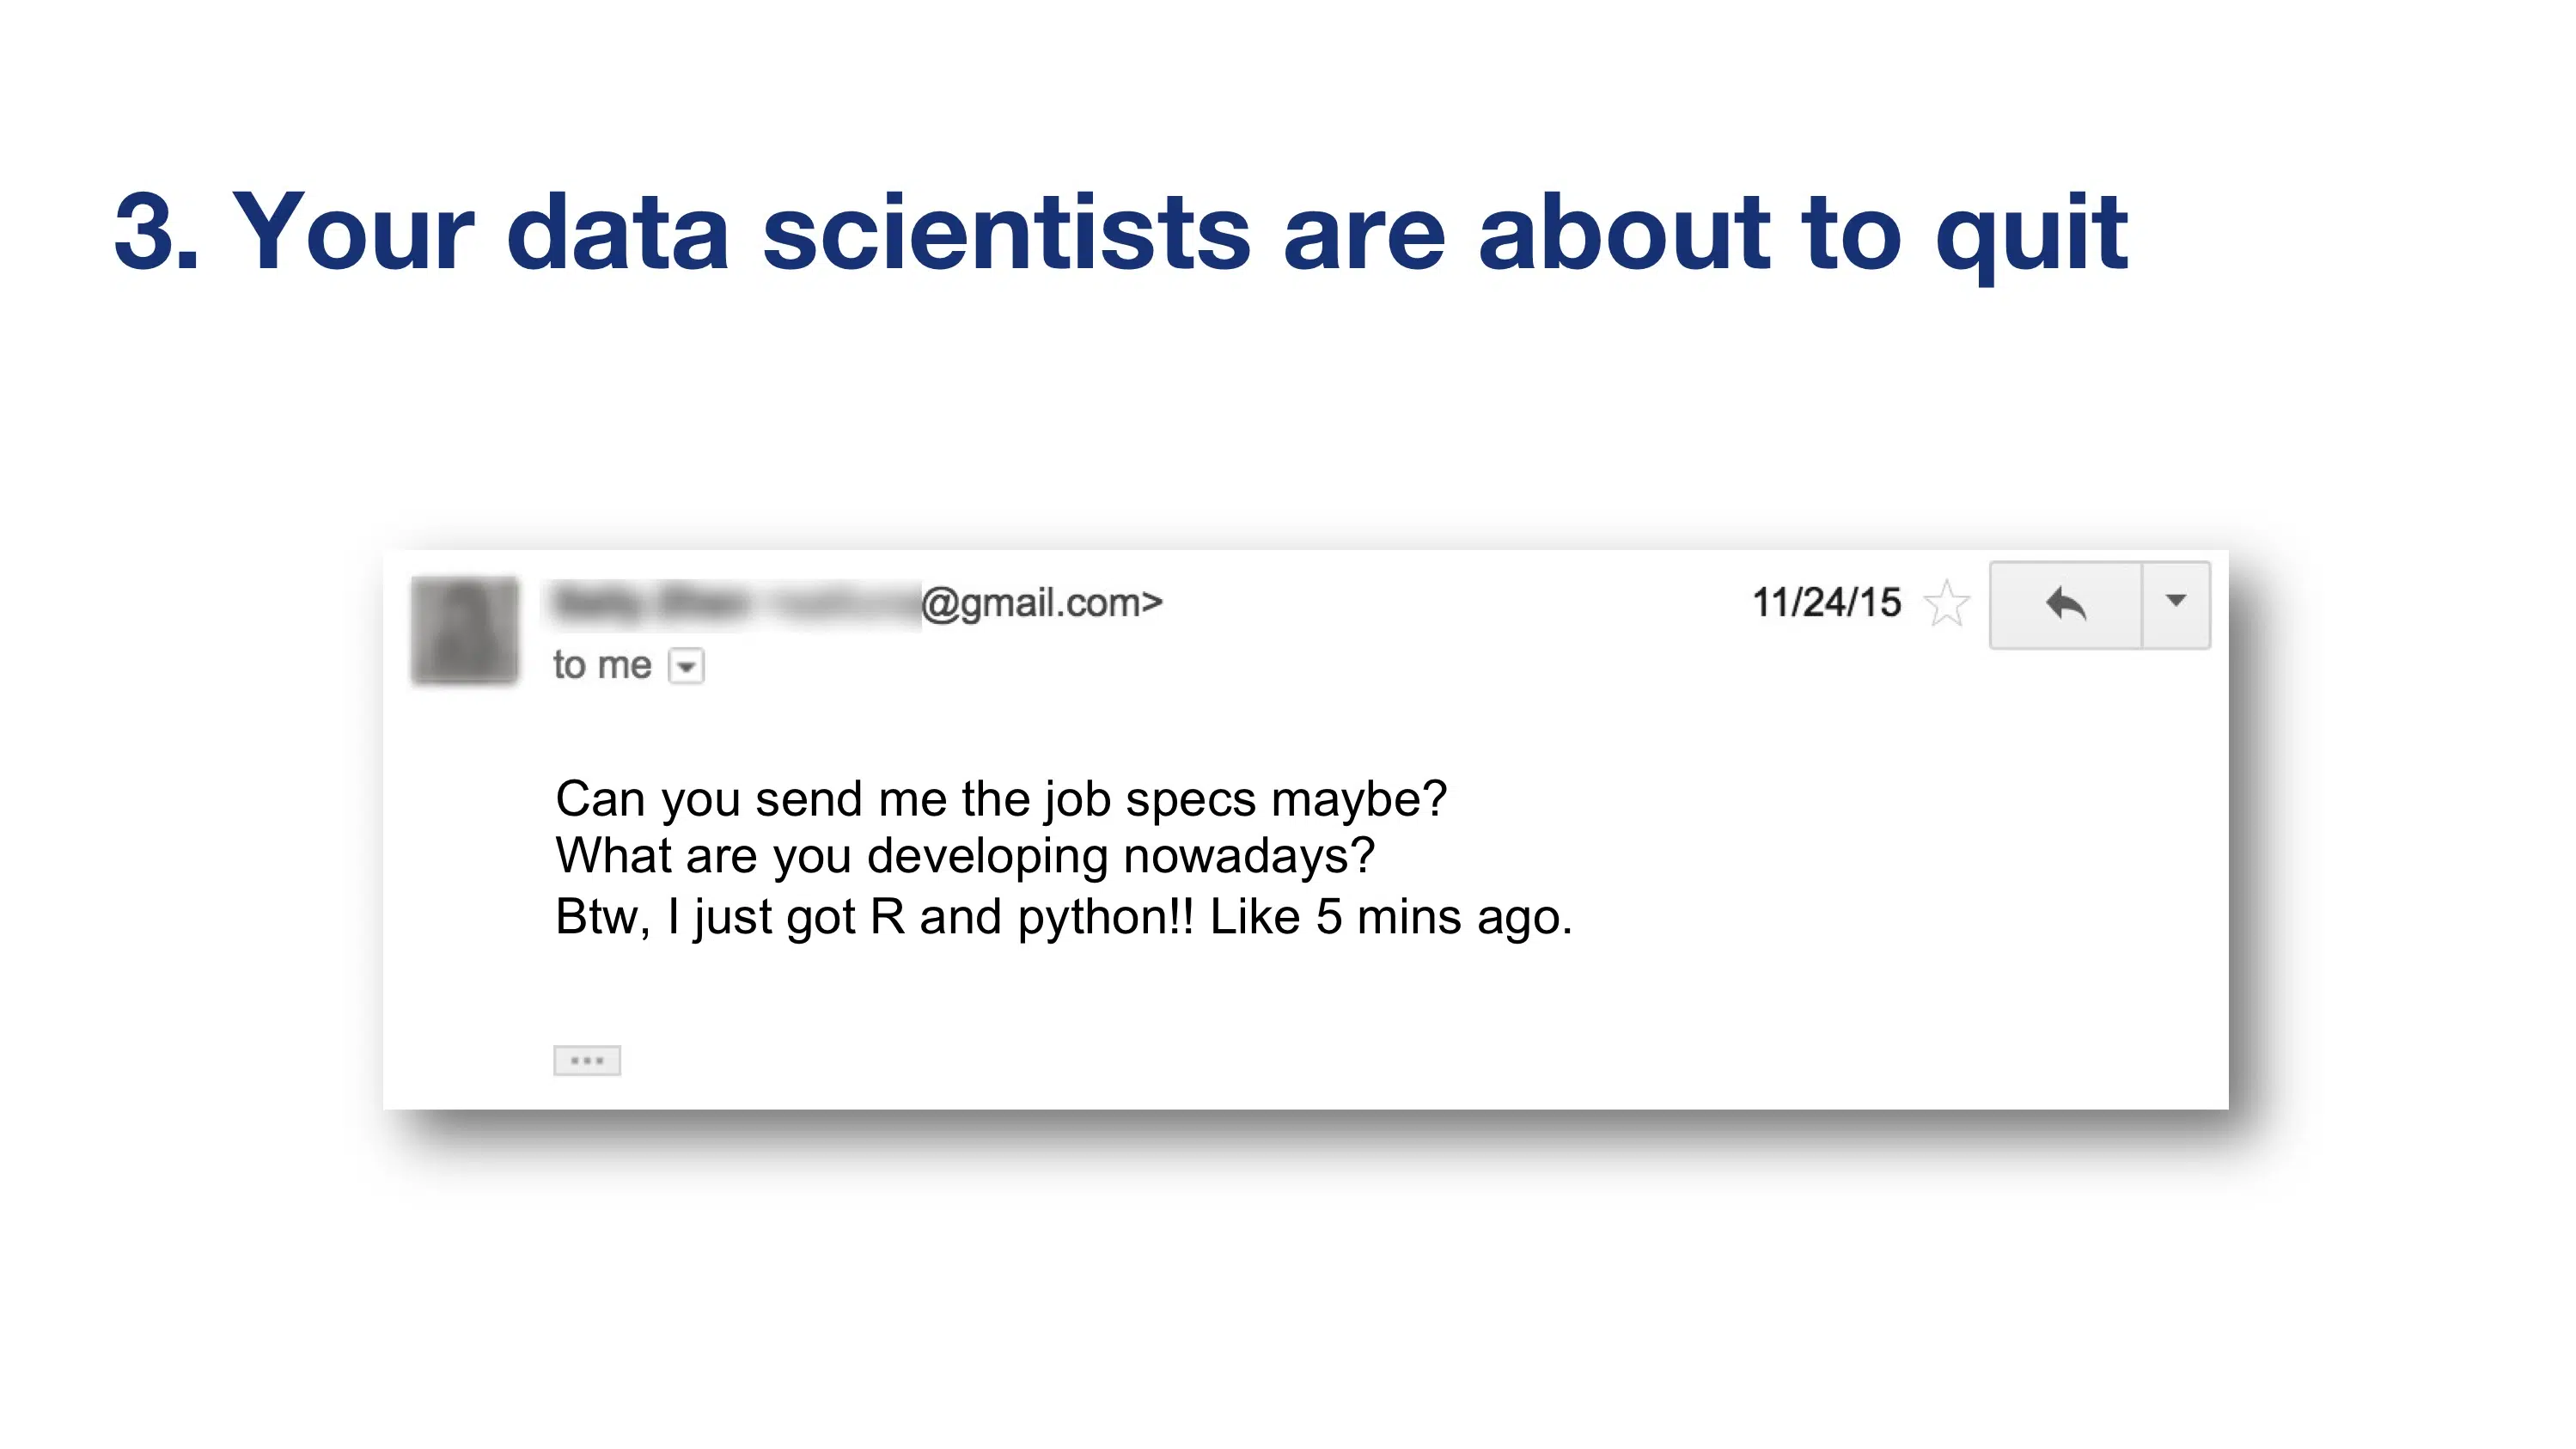 3. Your data scientists are about to quit
@gmail.com>
11/24/15
to me
Can you send me the job specs maybe?
What are you developing nowadays?
Btw, I just got R and python!! Like 5 mins ago.